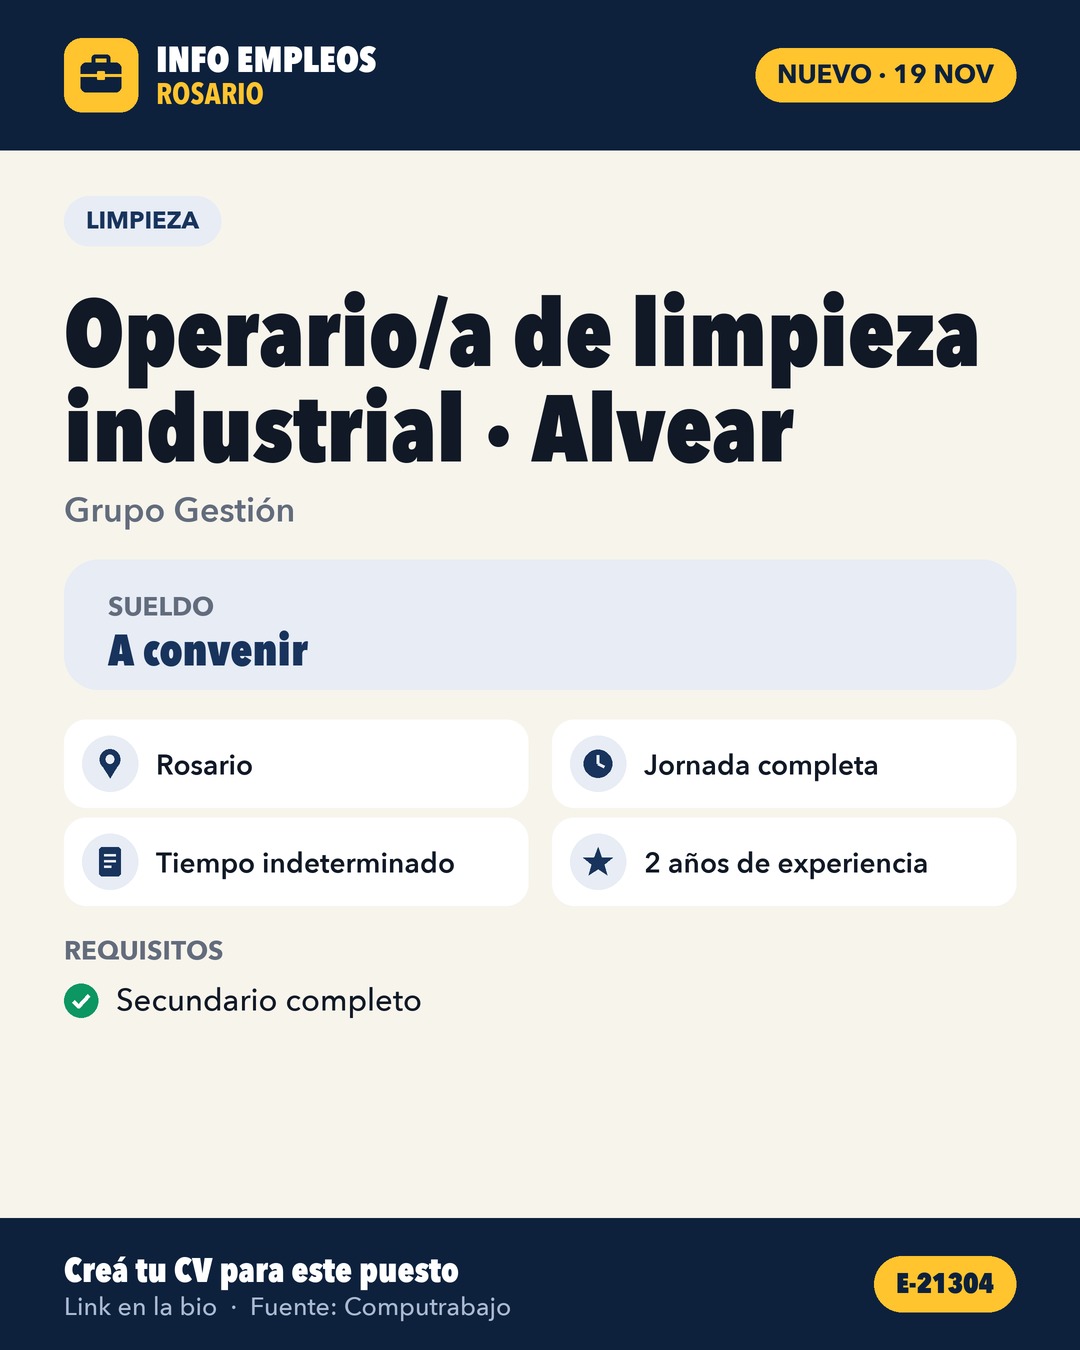 INFO EMPLEOS
ROSARIO
NUEVO · 19 NOV
LIMPIEZA
Operario/a de limpieza
industrial · Alvear
Grupo Gestión
SUELDO
A convenir
Rosario
Jornada completa
Tiempo indeterminado
2 años de experiencia
REQUISITOS
Secundario completo
Creá tu CV para este puesto
Link en la bio · Fuente: Computrabajo
E-21304